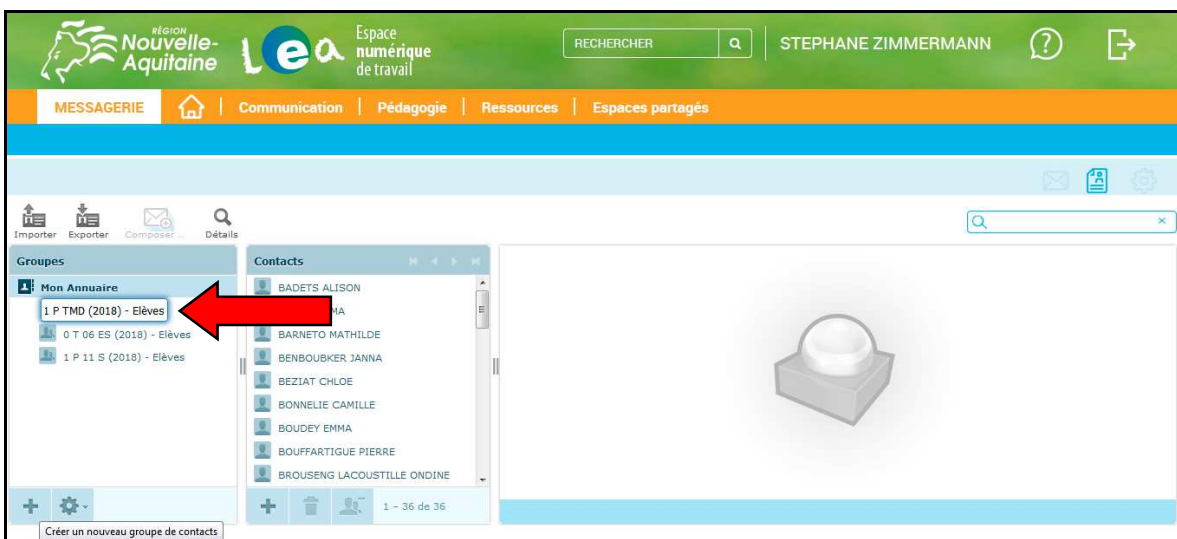 RÉGION
Nouvelle-
Aquitaine
Lea
Espace
numérique
de travail
RECHERCHER
STEPHANE ZIMMERMANN
?
MESSAGERIE
Communication | Pédagogie | Ressources | Espaces partagés
Importer Exporter Composer... Détails
Groupes
Mon Annuaire
1 P TMD (2018) - Elèves
0 T 06 ES (2018) - Elèves
1 P 11 S (2018) - Elèves
Contacts
BADETS ALISON
MA
BARNETO MATHILDE
BENBOUBKER JANNA
BEZIAT CHLOE
BONNELIE CAMILLE
BOUDEY EMMA
BOUFFARTIGUE PIERRE
BROUSENG LACOUSTILLE ONDINE
1 – 36 de 36
Créer un nouveau groupe de contacts